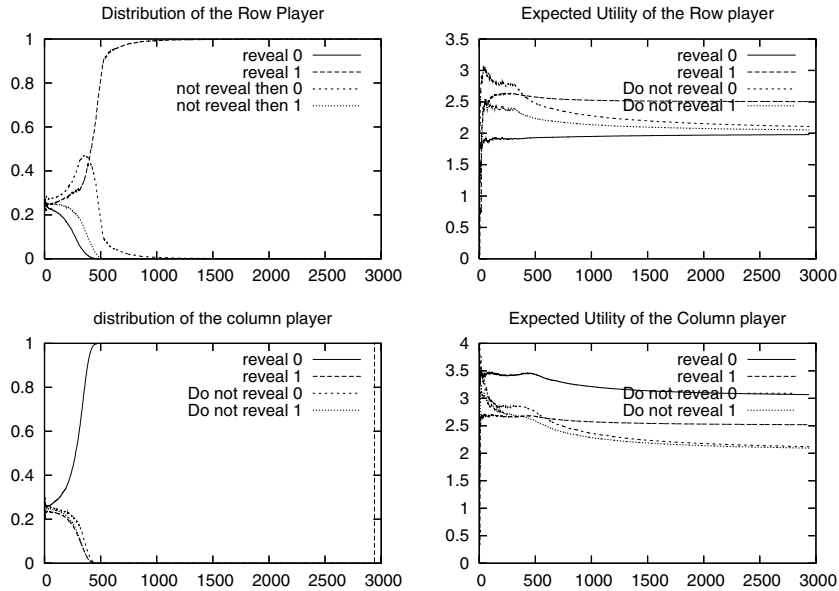 Distribution of the Row Player
1
0.8
0.6
0.4
0.2
0
0 500 1000 1500 2000 2500 3000
reveal 0
reveal 1
not reveal then 0
not reveal then 1
Expected Utility of the Row player
3.5
3
2.5
2
1.5
1
0.5
0
0 500 1000 1500 2000 2500 3000
reveal 0
reveal 1
Do not reveal 0
Do not reveal 1
distribution of the column player
1
0.8
0.6
0.4
0.2
0
0 500 1000 1500 2000 2500 3000
reveal 0
reveal 1
Do not reveal 0
Do not reveal 1
Expected Utility of the Column player
4
3.5
3
2.5
2
1.5
1
0.5
0
0 500 1000 1500 2000 2500 3000
reveal 0
reveal 1
Do not reveal 0
Do not reveal 1